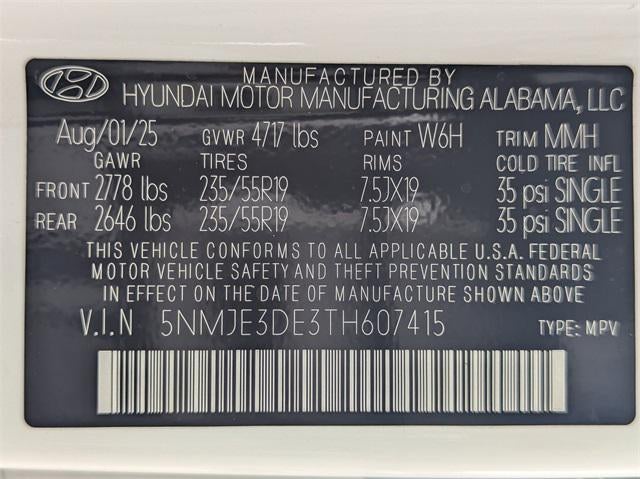 MANUFACTURED BY
HYUNDAI MOTOR MANUFACTURING ALABAMA, LLC
Aug/01/25 GVWR 4717 lbs PAINT W6H TRIM MMH
GAWR TIRES RIMS COLD TIRE INFL
FRONT 2778 lbs 235/55R19 7.5JX19 35 psi SINGLE
REAR 2646 lbs 235/55R19 7.5JX19 35 psi SINGLE
THIS VEHICLE CONFORMS TO ALL APPLICABLE U.S.A. FEDERAL
MOTOR VEHICLE SAFETY AND THEFT PREVENTION STANDARDS
IN EFFECT ON THE DATE OF MANUFACTURE SHOWN ABOVE
V.I.N 5NMJE3DE3TH607415 TYPE: MPV